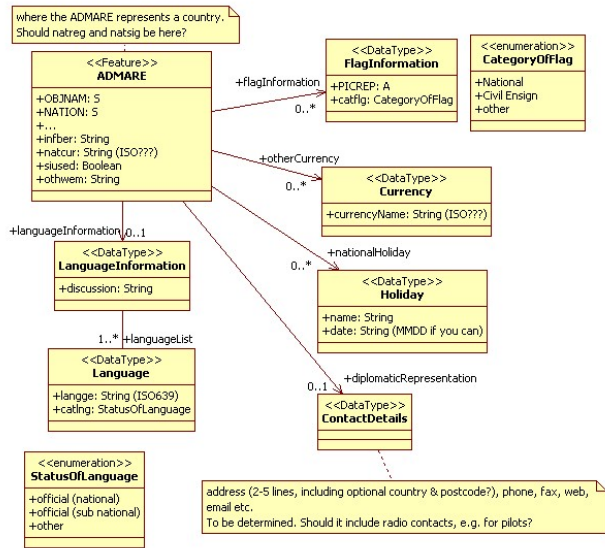 where the ADMARE represents a country.
Should natreg and natsig be here?
<<Feature>>
ADMARE
+OBJNAM: S
+NATION: S
+...
+infber: String
+natcur: String (ISO???)
+siused: Boolean
+othwem: String
+flagInformation
0..*
<<DataType>>
FlagInformation
+PICREP: A
+catflg: CategoryOfFlag
<<enumeration>>
CategoryOfFlag
+National
+Civil Ensign
+other
+otherCurrency
0..*
<<DataType>>
Currency
+currencyName: String (ISO???)
+languageInformation
0..1
<<DataType>>
LanguageInformation
+discussion: String
+nationalHoliday
0..*
<<DataType>>
Holiday
+name: String
+date: String (MMDD if you can)
1..*
+languageList
<<DataType>>
Language
+langge: String (ISO639)
+catlng: StatusOfLanguage
+diplomaticRepresentation
0..1
<<DataType>>
ContactDetails
<<enumeration>>
StatusOfLanguage
+official (national)
+official (sub national)
+other
address (2-5 lines, including optional country & postcode?), phone, fax, web,
email etc.
To be determined. Should it include radio contacts, e.g. for pilots?